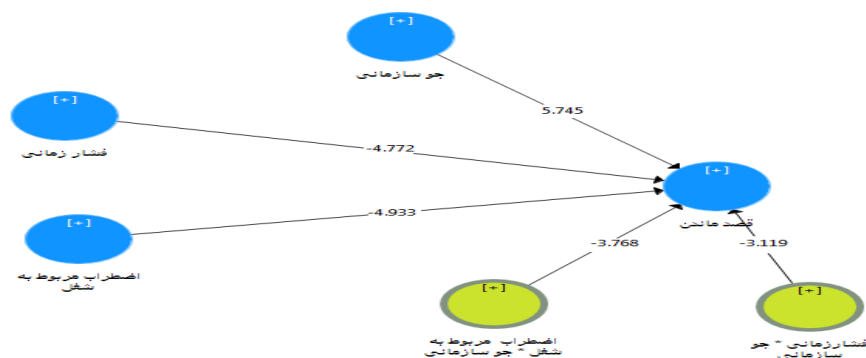 [+]
جو سازمانی
5.745
[+]
فشار زمانی
-4.772
[+]
قصد ماندن
[+]
اضطراب مربوط به
شغل
-4.933
-3.768
-3.119
[+]
اضطراب مربوط به
شغل * جو سازمانی
[+]
فشارزمانی * جو
سازمانی